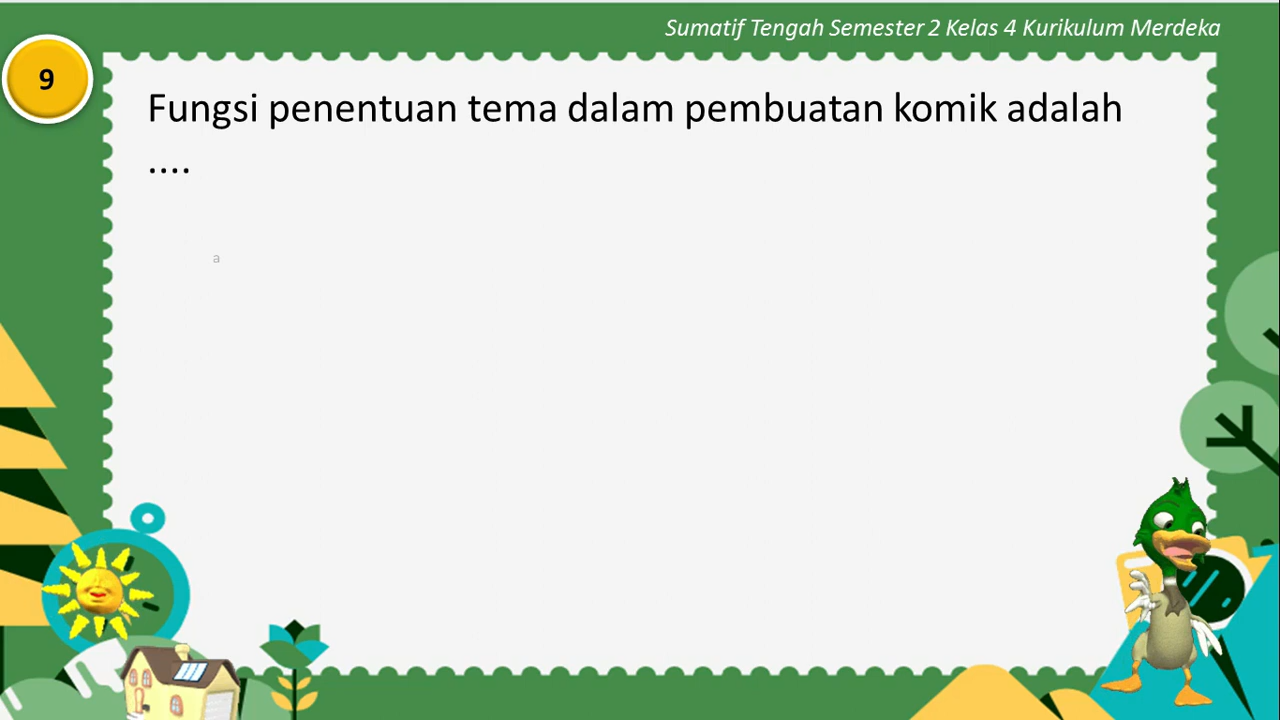 Sumatif Tengah Semester 2 Kelas 4 Kurikulum Merdeka
9
Fungsi penentuan tema dalam pembuatan komik adalah
....
a